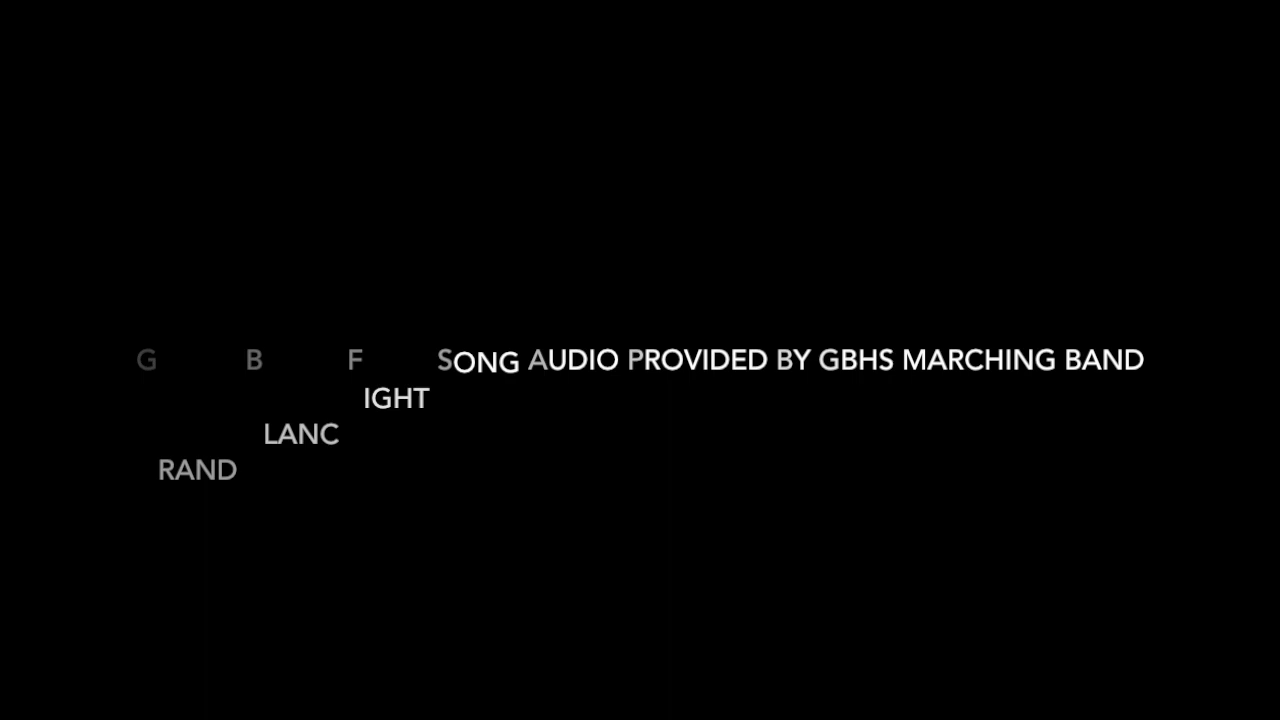 G B F SONG AUDIO PROVIDED BY GBHS MARCHING BAND
IGHT
LANC
RAND